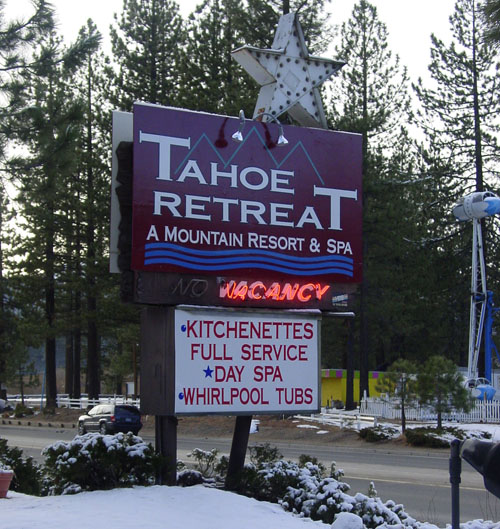 TAHOE
RETREAT
A MOUNTAIN RESORT & SPA
NO VACANCY
•KITCHENETTES
FULL SERVICE
★DAY SPA
•WHIRLPOOL TUBS